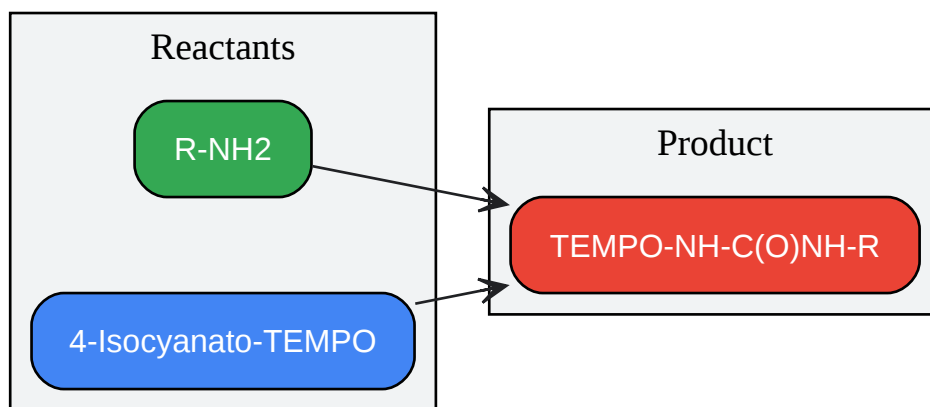 Reactants
R-NH2
4-Isocyanato-TEMPO
Product
TEMPO-NH-C(O)NH-R